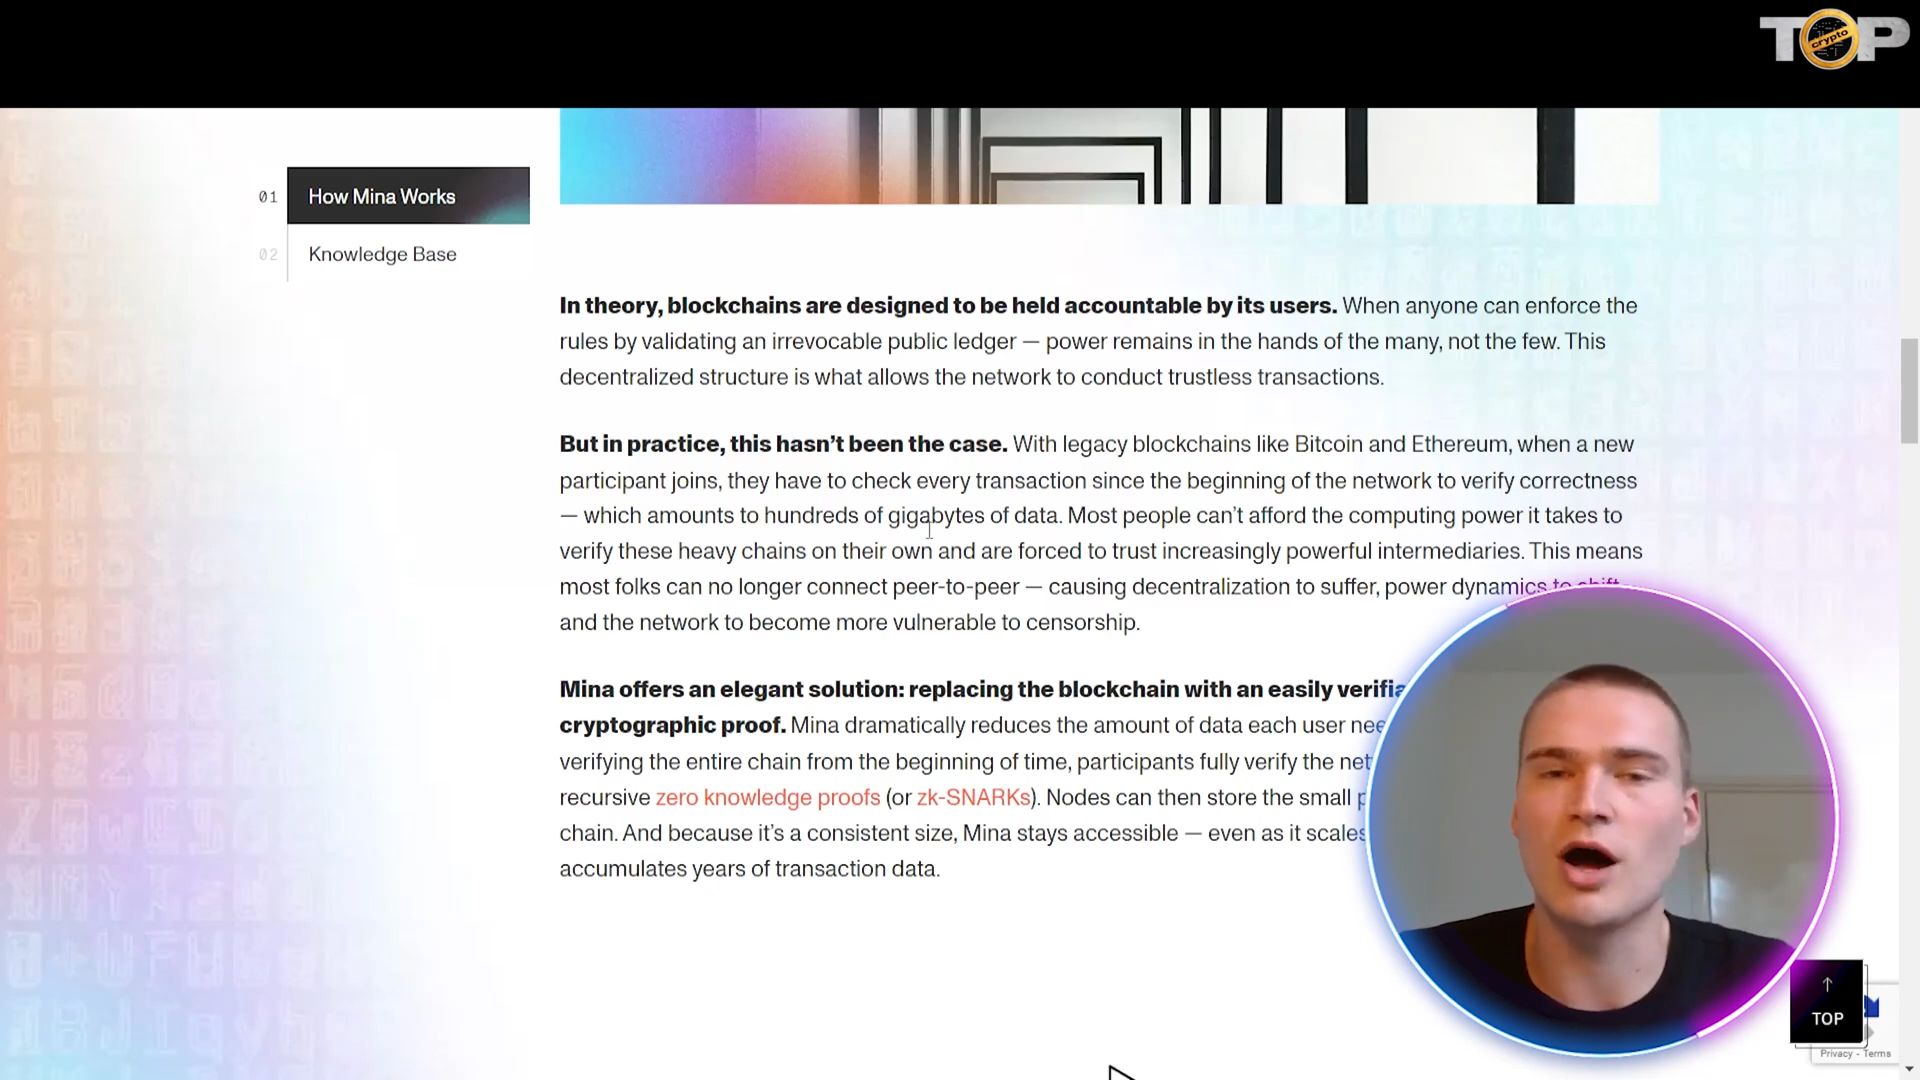 TOP
crypto
01 How Mina Works
02 Knowledge Base
In theory, blockchains are designed to be held accountable by its users. When anyone can enforce the
rules by validating an irrevocable public ledger — power remains in the hands of the many, not the few. This
decentralized structure is what allows the network to conduct trustless transactions.
But in practice, this hasn't been the case. With legacy blockchains like Bitcoin and Ethereum, when a new
participant joins, they have to check every transaction since the beginning of the network to verify correctness
— which amounts to hundreds of gigabytes of data. Most people can't afford the computing power it takes to
verify these heavy chains on their own and are forced to trust increasingly powerful intermediaries. This means
most folks can no longer connect peer-to-peer — causing decentralization to suffer, power dynamics to shift
and the network to become more vulnerable to censorship.
Mina offers an elegant solution: replacing the blockchain with an easily
cryptographic proof. Mina dramatically reduces the amount of data each user
verifying the entire chain from the beginning of time, participants fully verify the
recursive zero knowledge proofs (or zk-SNARKs). Nodes can then store the small
chain. And because it's a consistent size, Mina stays accessible — even as it scales
accumulates years of transaction data.
↑
TOP
Privacy - Terms